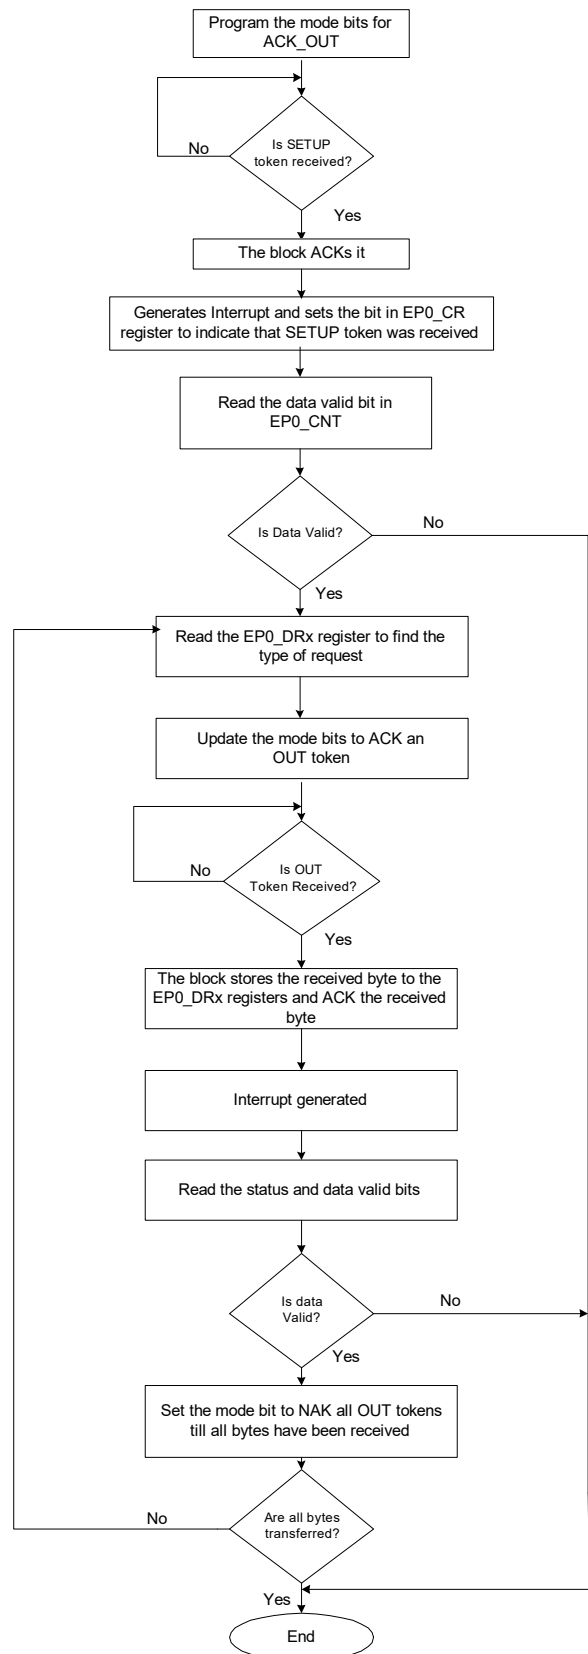 Program the mode bits for
ACK_OUT
Is SETUP
token received?
No
Yes
The block ACKs it
Generates Interrupt and sets the bit in EP0_CR
register to indicate that SETUP token was received
Read the data valid bit in
EP0_CNT
Is Data Valid?
No
Yes
Read the EP0_DRx register to find the
type of request
Update the mode bits to ACK an
OUT token
Is OUT
Token Received?
No
Yes
The block stores the received byte to the
EP0_DRx registers and ACK the received
byte
Interrupt generated
Read the status and data valid bits
Is data
Valid?
No
Yes
Set the mode bit to NAK all OUT tokens
till all bytes have been received
Are all bytes
transferred?
No
Yes
End